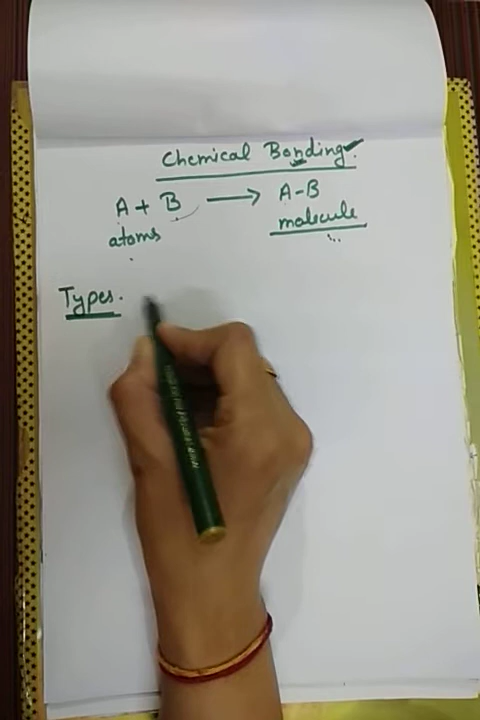 Chemical Bonding.
A + B ⟶ A-B
atoms molecule
Types.